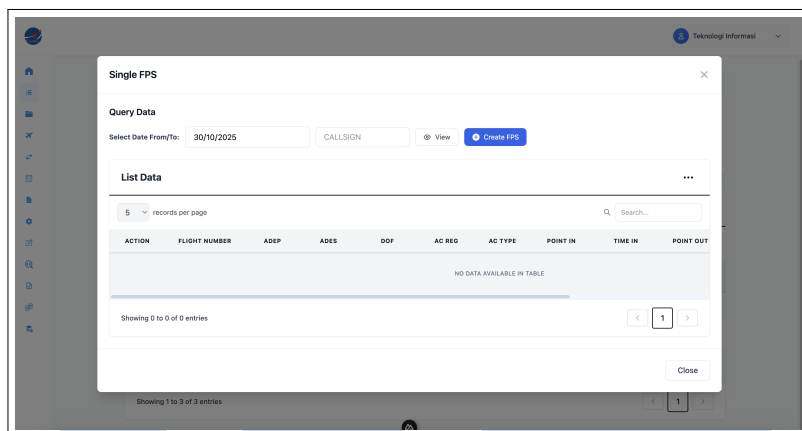 Teknologi Informasi
Single FPS
Query Data
Select Date From/To: 30/10/2025 CALLSIGN View Create FPS
List Data
5 records per page Search...
ACTION FLIGHT NUMBER ADEP ADES DOF AC REG AC TYPE POINT IN TIME IN POINT OUT
NO DATA AVAILABLE IN TABLE
Showing 0 to 0 of 0 entries 1
Close
Showing 1 to 3 of 3 entries 1